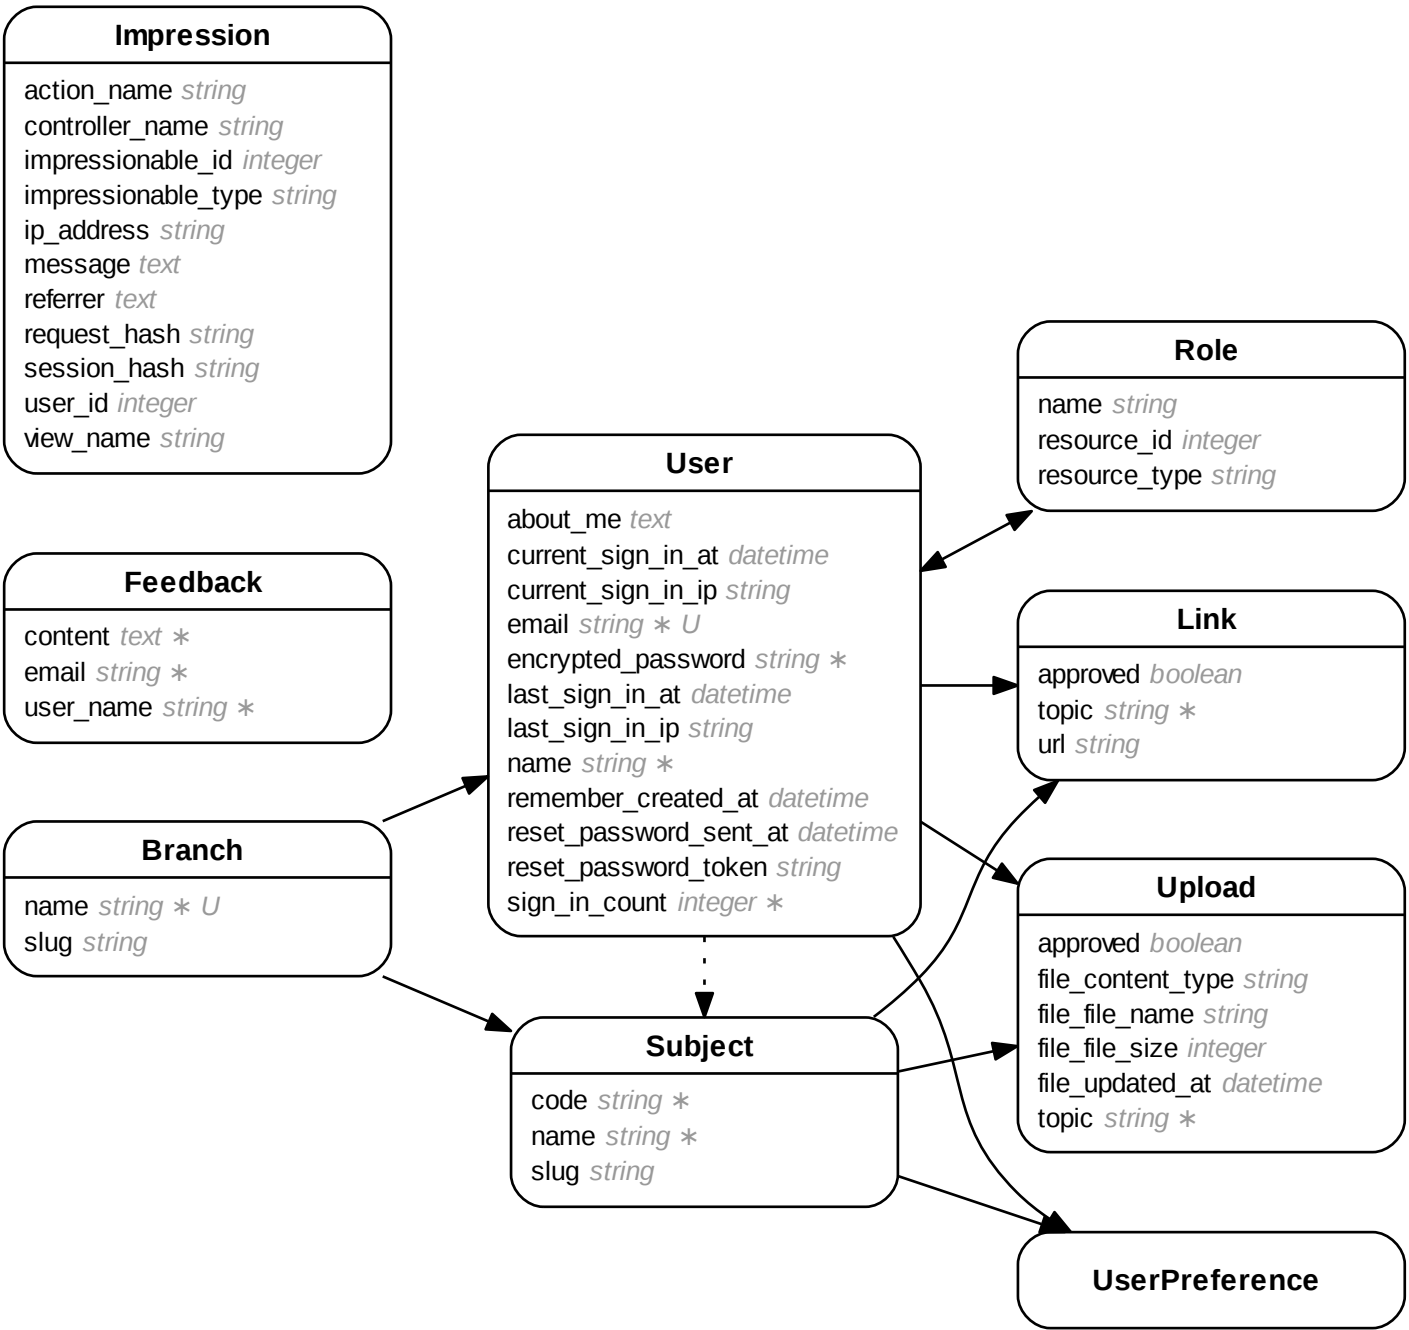 Impression
action_name string
controller_name string
impressionable_id integer
impressionable_type string
ip_address string
message text
referrer text
request_hash string
session_hash string
user_id integer
view_name string
Feedback
content text ∗
email string ∗
user_name string ∗
Branch
name string ∗ U
slug string
User
about_me text
current_sign_in_at datetime
current_sign_in_ip string
email string ∗ U
encrypted_password string ∗
last_sign_in_at datetime
last_sign_in_ip string
name string ∗
remember_created_at datetime
reset_password_sent_at datetime
reset_password_token string
sign_in_count integer ∗
Subject
code string ∗
name string ∗
slug string
Role
name string
resource_id integer
resource_type string
Link
approved boolean
topic string ∗
url string
Upload
approved boolean
file_content_type string
file_file_name string
file_file_size integer
file_updated_at datetime
topic string ∗
UserPreference